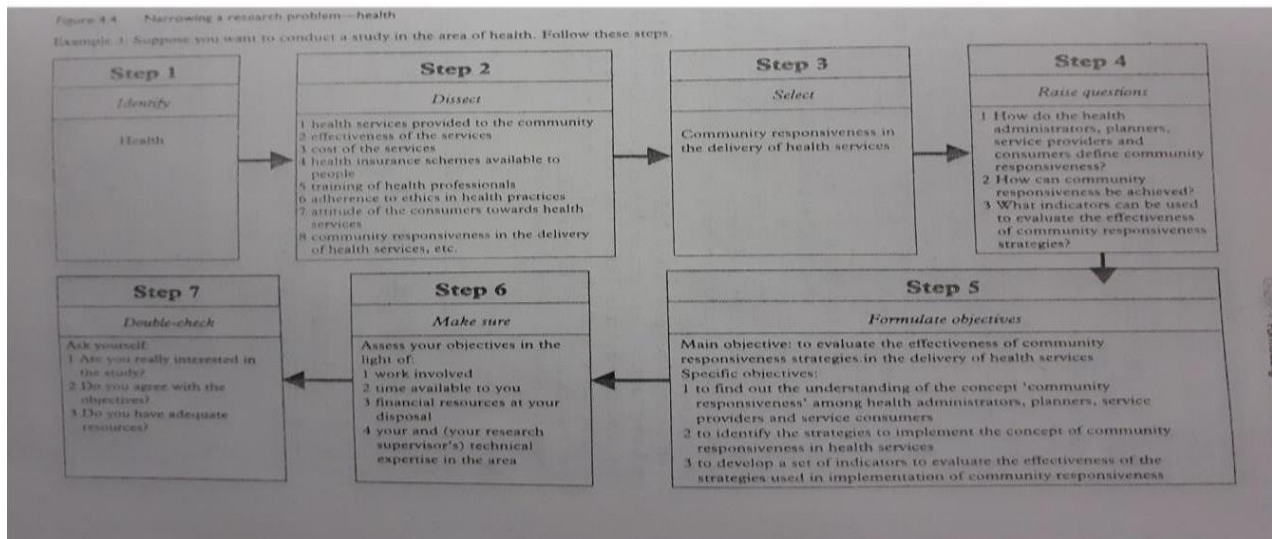 Figure 4.4 Narrowing a research problem—health
Example 3: Suppose you want to conduct a study in the area of health. Follow these steps.
Step 1
Identify
Health
Step 2
Dissect
1 health services provided to the community
2 effectiveness of the services
3 cost of the services
4 health insurance schemes available to
people
5 training of health professionals
6 adherence to ethics in health practices
7 attitude of the consumers towards health
services
8 community responsiveness in the delivery
of health services, etc.
Step 3
Select
Community responsiveness in
the delivery of health services
Step 4
Raise questions
1 How do the health
administrators, planners,
service providers and
consumers define community
responsiveness?
2 How can community
responsiveness be achieved?
3 What indicators can be used
to evaluate the effectiveness
of community responsiveness
strategies?
Step 5
Formulate objectives
Main objective: to evaluate the effectiveness of community
responsiveness strategies in the delivery of health services
Specific objectives:
1 to find out the understanding of the concept 'community
responsiveness' among health administrators, planners, service
providers and service consumers
2 to identify the strategies to implement the concept of community
responsiveness in health services
3 to develop a set of indicators to evaluate the effectiveness of the
strategies used in implementation of community responsiveness
Step 6
Make sure
Assess your objectives in the
light of:
1 work involved
2 time available to you
3 financial resources at your
disposal
4 your and (your research
supervisor's) technical
expertise in the area
Step 7
Double-check
Ask yourself:
1 Are you really interested in
the study?
2 Do you agree with the
objectives?
3 Do you have adequate
resources?